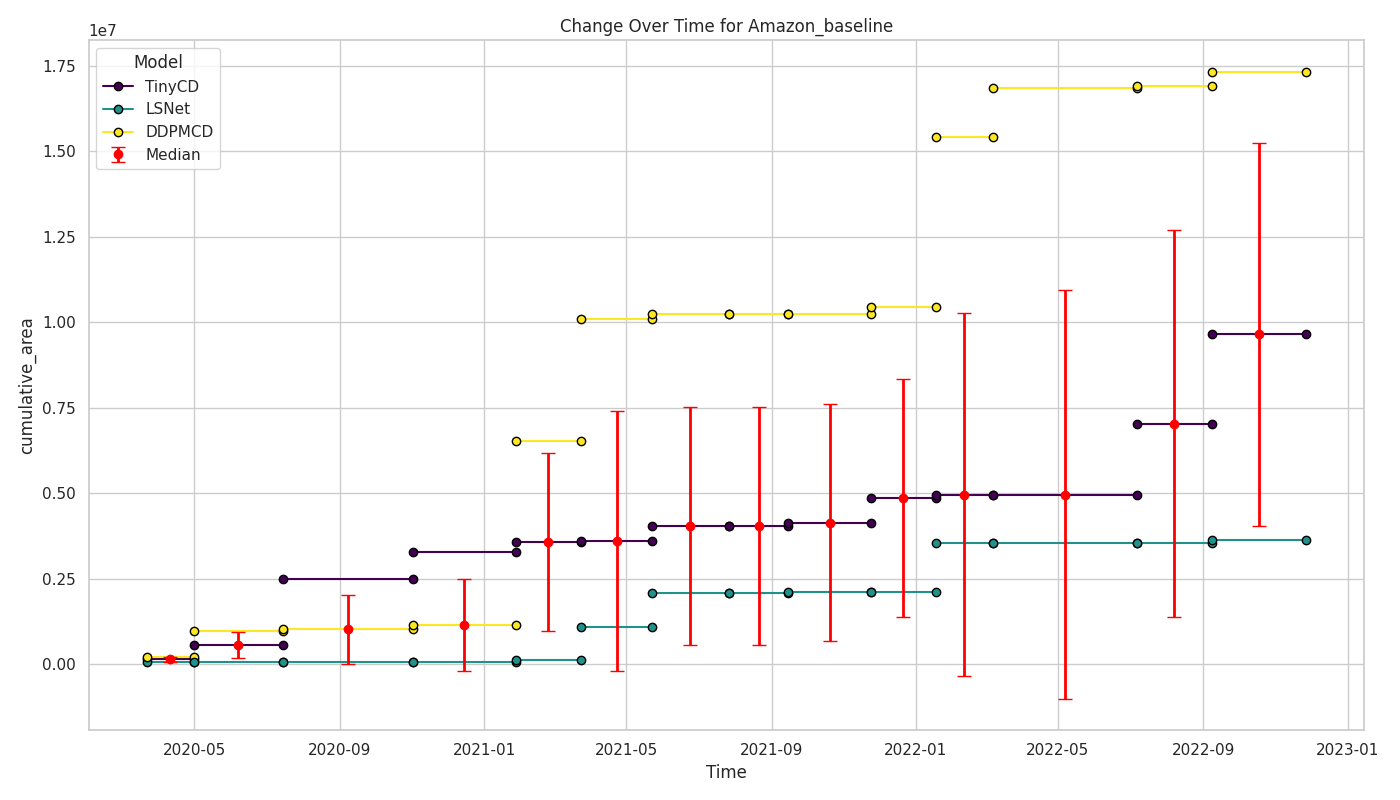 Change Over Time for Amazon_baseline
1e7
Model
TinyCD
LSNet
DDPMCD
Median
1.75
1.50
1.25
1.00
0.75
0.50
0.25
0.00
cumulative_area
2020-05 2020-09 2021-01 2021-05 2021-09 2022-01 2022-05 2022-09 2023-01
Time